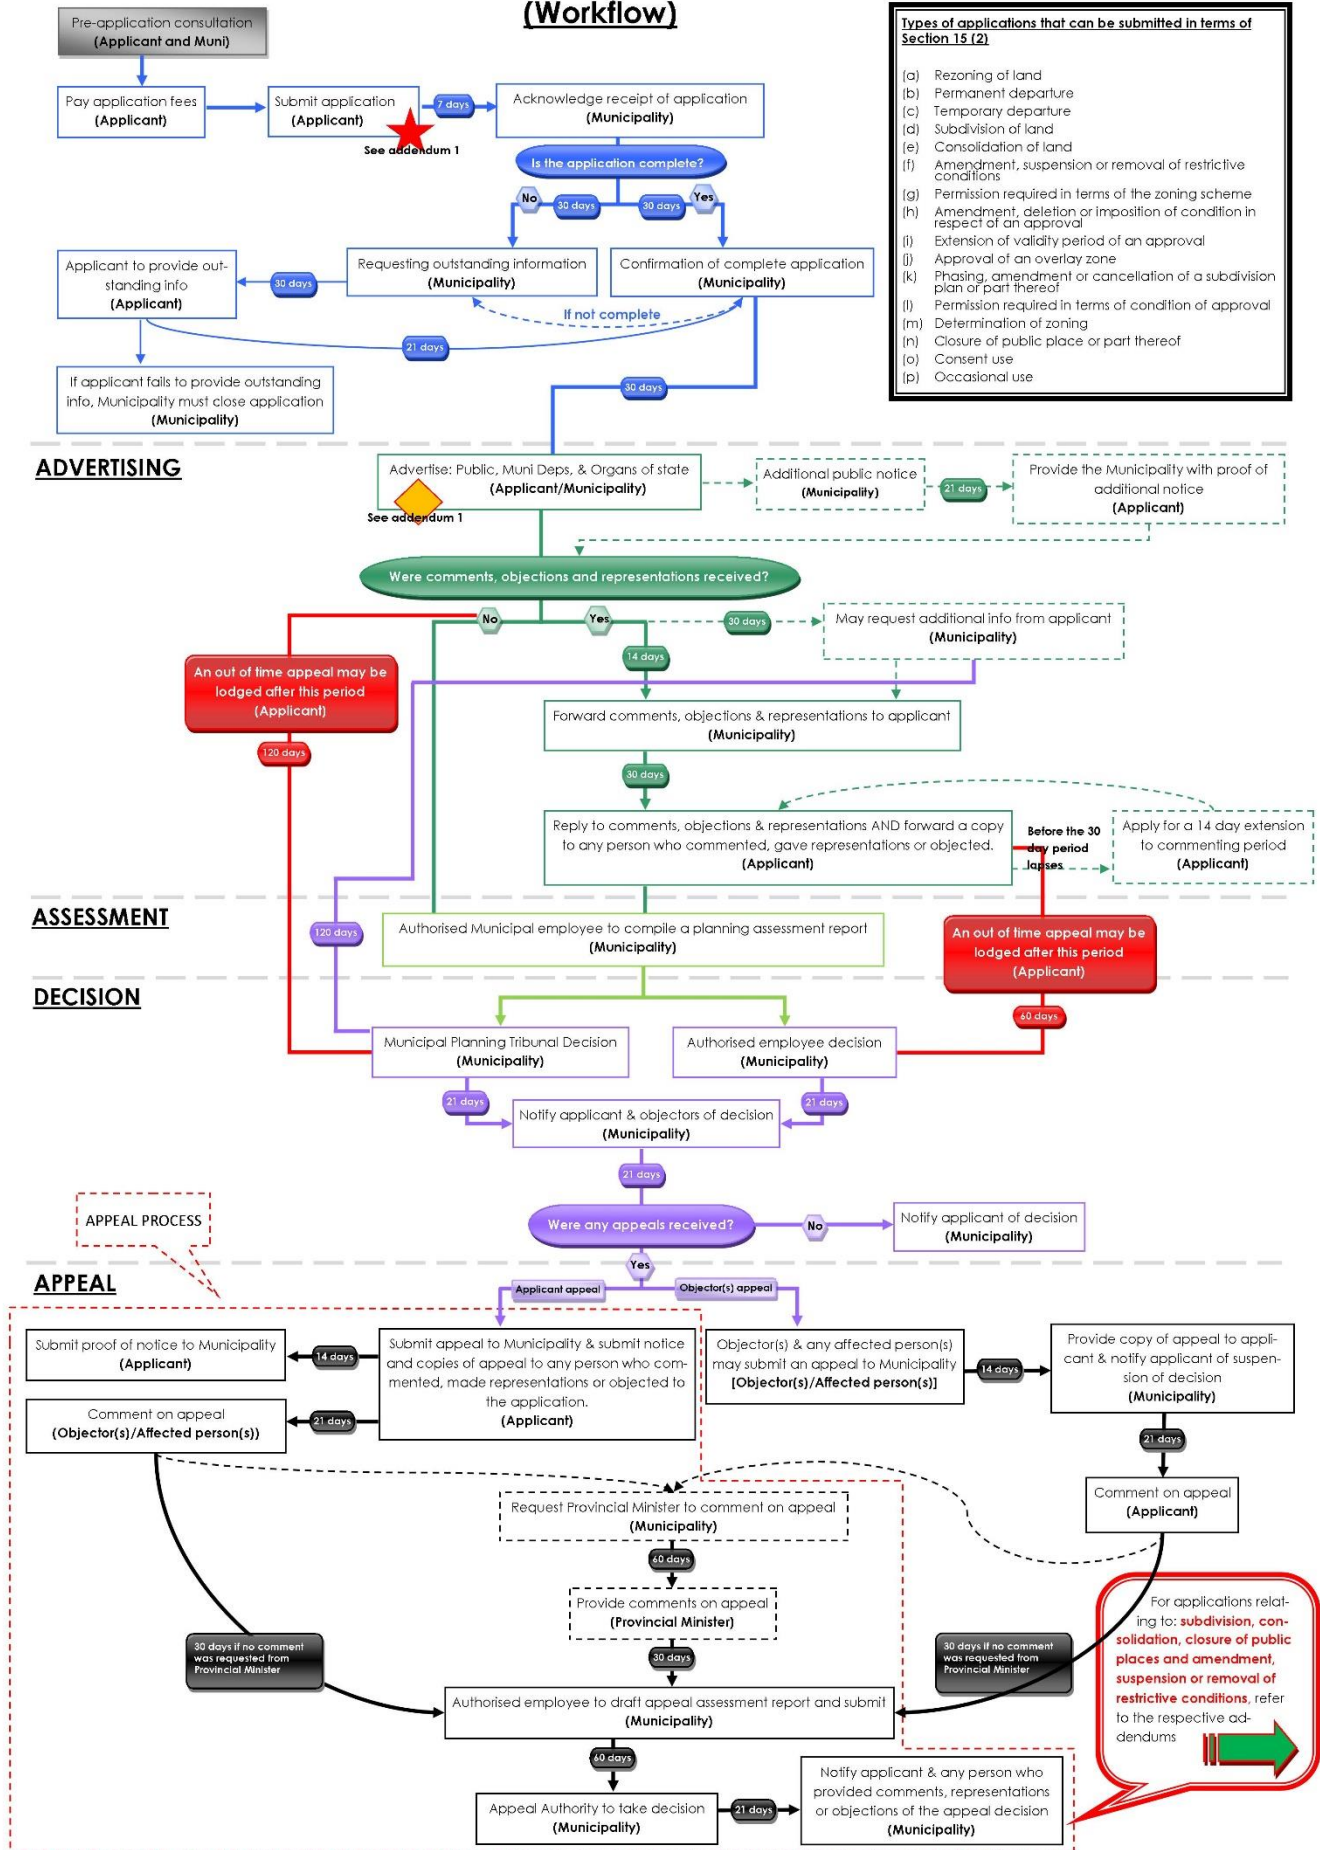 (Workflow)
Pre-application consultation
(Applicant and Muni)
Pay application fees
(Applicant)
Submit application
(Applicant)
See addendum 1
7 days
Acknowledge receipt of application
(Municipality)
Is the application complete?
No
30 days
30 days
Yes
Applicant to provide out-
standing info
(Applicant)
30 days
Requesting outstanding information
(Municipality)
Confirmation of complete application
(Municipality)
If not complete
21 days
If applicant fails to provide outstanding
info, Municipality must close application
(Municipality)
30 days
Types of applications that can be submitted in terms of
Section 15 (2)
(a) Rezoning of land
(b) Permanent departure
(c) Temporary departure
(d) Subdivision of land
(e) Consolidation of land
(f) Amendment, suspension or removal of restrictive
conditions
(g) Permission required in terms of the zoning scheme
(h) Amendment, deletion or imposition of condition in
respect of an approval
(i) Extension of validity period of an approval
(j) Approval of an overlay zone
(k) Phasing, amendment or cancellation of a subdivision
plan or part thereof
(l) Permission required in terms of condition of approval
(m) Determination of zoning
(n) Closure of public place or part thereof
(o) Consent use
(p) Occasional use
ADVERTISING
Advertise: Public, Muni Deps, & Organs of state
(Applicant/Municipality)
See addendum 1
Additional public notice
(Municipality)
21 days
Provide the Municipality with proof of
additional notice
(Applicant)
Were comments, objections and representations received?
No
Yes
30 days
May request additional info from applicant
(Municipality)
14 days
An out of time appeal may be
lodged after this period
(Applicant)
120 days
Forward comments, objections & representations to applicant
(Municipality)
30 days
Reply to comments, objections & representations AND forward a copy
to any person who commented, gave representations or objected.
(Applicant)
Before the 30
day period
lapses
Apply for a 14 day extension
to commenting period
(Applicant)
ASSESSMENT
120 days
Authorised Municipal employee to compile a planning assessment report
(Municipality)
An out of time appeal may be
lodged after this period
(Applicant)
60 days
DECISION
Municipal Planning Tribunal Decision
(Municipality)
Authorised employee decision
(Municipality)
21 days
21 days
Notify applicant & objectors of decision
(Municipality)
21 days
APPEAL PROCESS
Were any appeals received?
No
Notify applicant of decision
(Municipality)
Yes
APPEAL
Applicant appeal
Objector(s) appeal
Submit proof of notice to Municipality
(Applicant)
14 days
Submit appeal to Municipality & submit notice
and copies of appeal to any person who com-
mented, made representations or objected to
the application.
(Applicant)
Comment on appeal
(Objector(s)/Affected person(s))
21 days
Objector(s) & any affected person(s)
may submit an appeal to Municipality
[Objector(s)/Affected person(s)]
14 days
Provide copy of appeal to appli-
cant & notify applicant of suspen-
sion of decision
(Municipality)
21 days
Comment on appeal
(Applicant)
Request Provincial Minister to comment on appeal
(Municipality)
60 days
Provide comments on appeal
(Provincial Minister)
30 days
30 days if no comment
was requested from
Provincial Minister
30 days if no comment
was requested from
Provincial Minister
Authorised employee to draft appeal assessment report and submit
(Municipality)
60 days
Appeal Authority to take decision
(Municipality)
21 days
Notify applicant & any person who
provided comments, representations
or objections of the appeal decision
(Municipality)
For applications relat-
ing to: subdivision, con-
solidation, closure of public
places and amendment,
suspension or removal of
restrictive conditions, refer
to the respective ad-
dendums